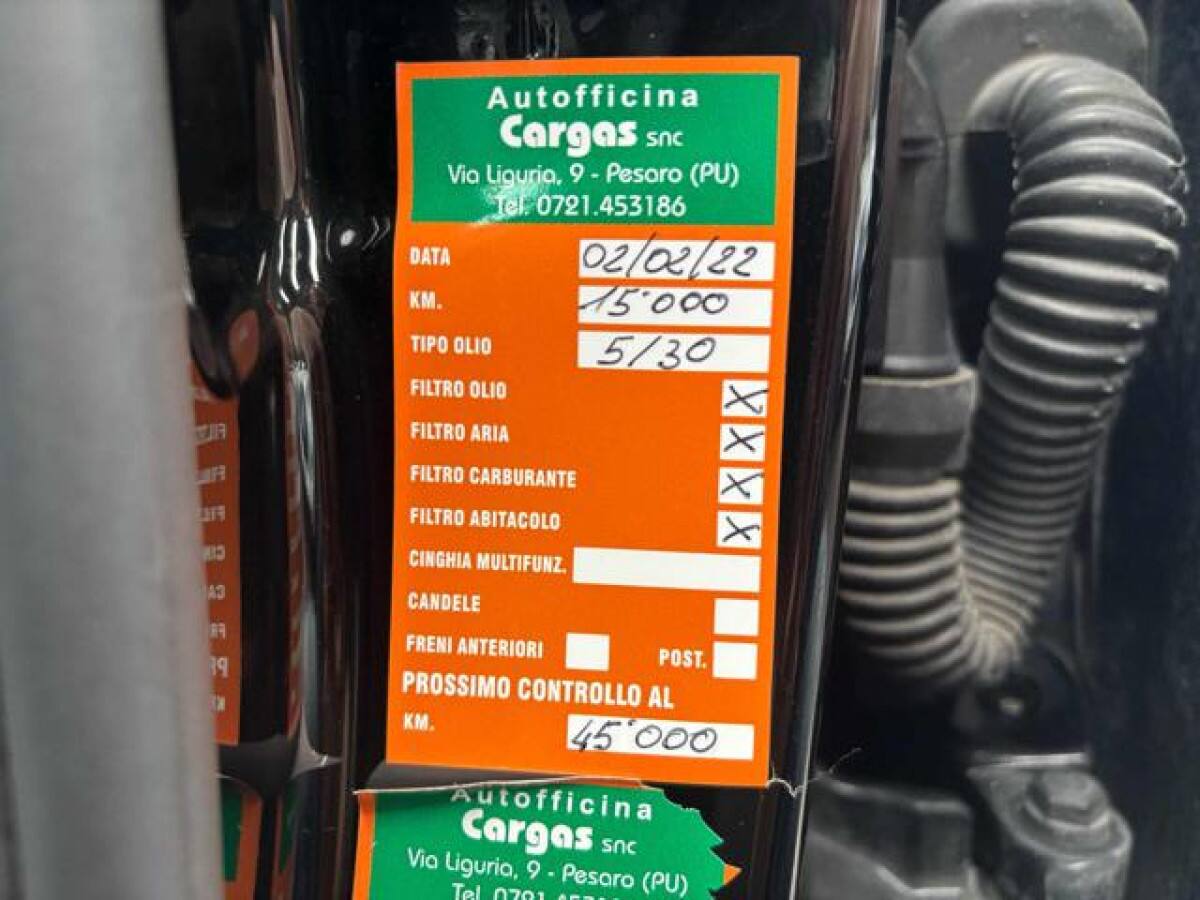 Autofficina
Cargas snc
Via Liguria, 9 - Pesaro (PU)
Tel. 0721.453186
DATA 02/02/22
KM. 15'000
TIPO OLIO 5/30
FILTRO OLIO X
FILTRO ARIA X
FILTRO CARBURANTE X
FILTRO ABITACOLO X
CINGHIA MULTIFUNZ.
CANDELE
FRENI ANTERIORI POST.
PROSSIMO CONTROLLO AL
KM. 45'000
Autofficina
Cargas snc
Via Liguria, 9 - Pesaro (PU)
Tel.